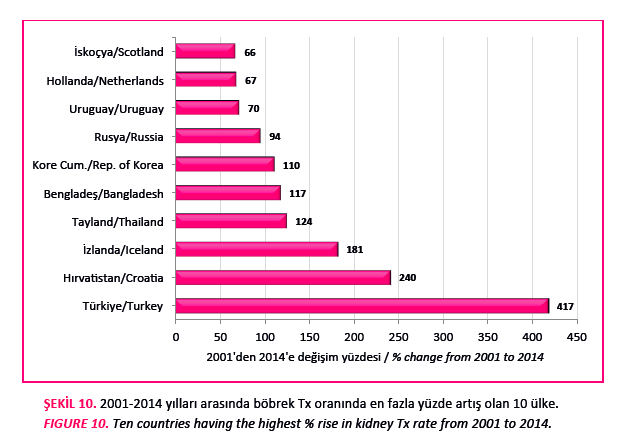 İskoçya/Scotland 66
Hollanda/Netherlands 67
Uruguay/Uruguay 70
Rusya/Russia 94
Kore Cum./Rep. of Korea 110
Bengladeş/Bangladesh 117
Tayland/Thailand 124
İzlanda/Iceland 181
Hırvatistan/Croatia 240
Türkiye/Turkey 417
0 50 100 150 200 250 300 350 400 450
2001'den 2014'e değişim yüzdesi / % change from 2001 to 2014
ŞEKİL 10. 2001-2014 yılları arasında böbrek Tx oranında en fazla yüzde artış olan 10 ülke.
FIGURE 10. Ten countries having the highest % rise in kidney Tx rate from 2001 to 2014.